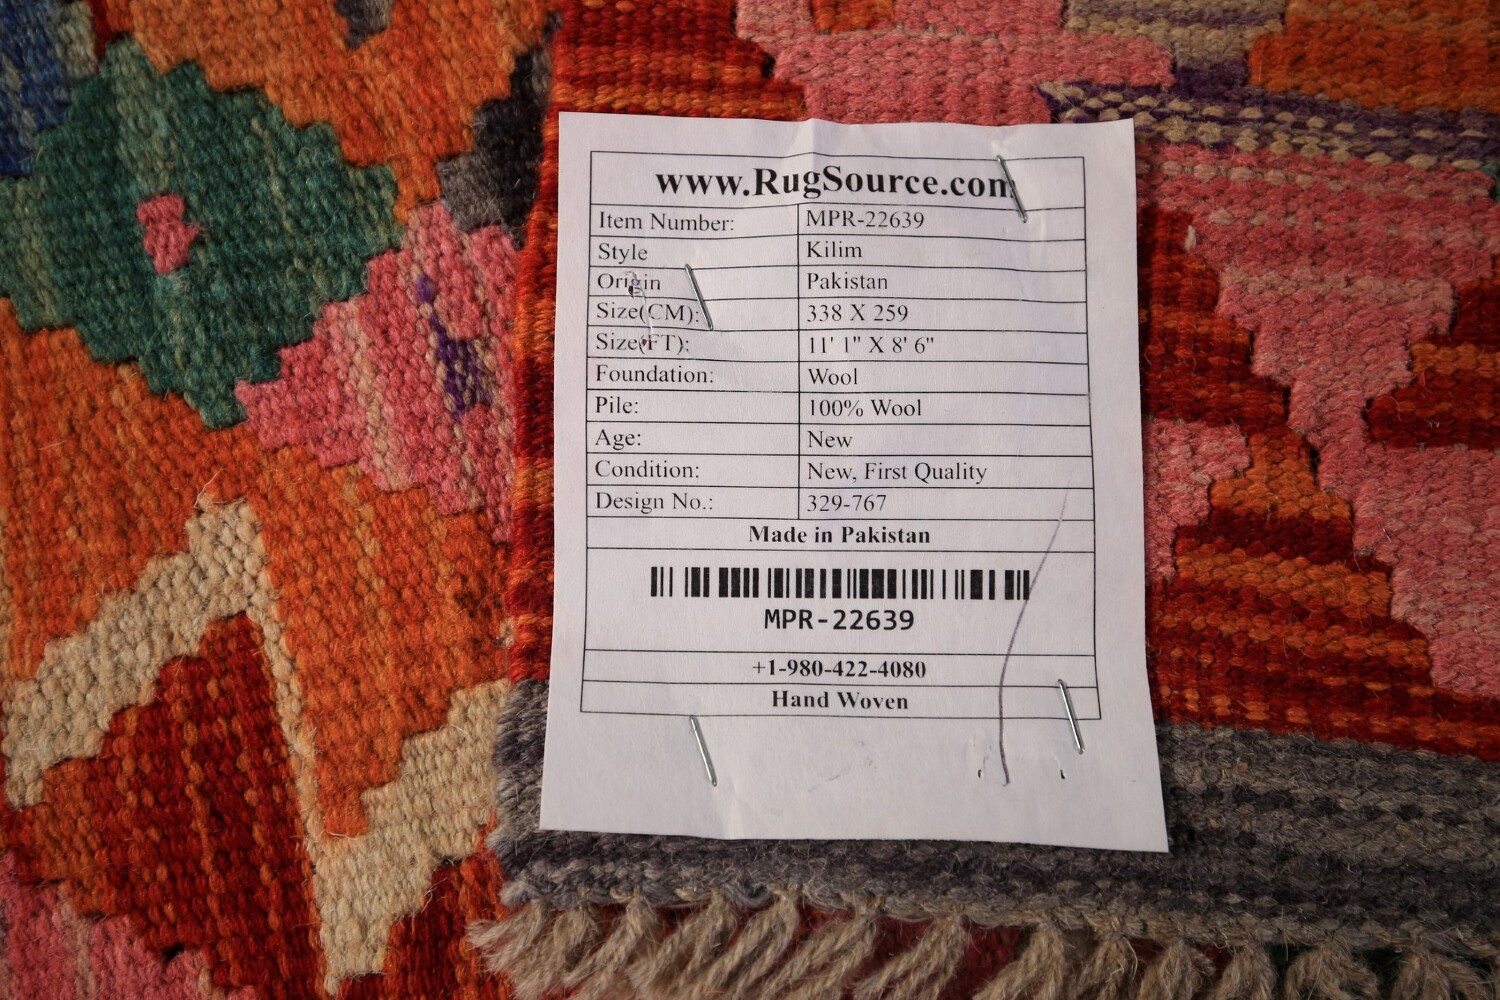 www.RugSource.com
Item Number: MPR-22639
Style Kilim
Origin Pakistan
Size(CM): 338 X 259
Size(FT): 11' 1" X 8' 6"
Foundation: Wool
Pile: 100% Wool
Age: New
Condition: New, First Quality
Design No.: 329-767
Made in Pakistan
MPR-22639
+1-980-422-4080
Hand Woven